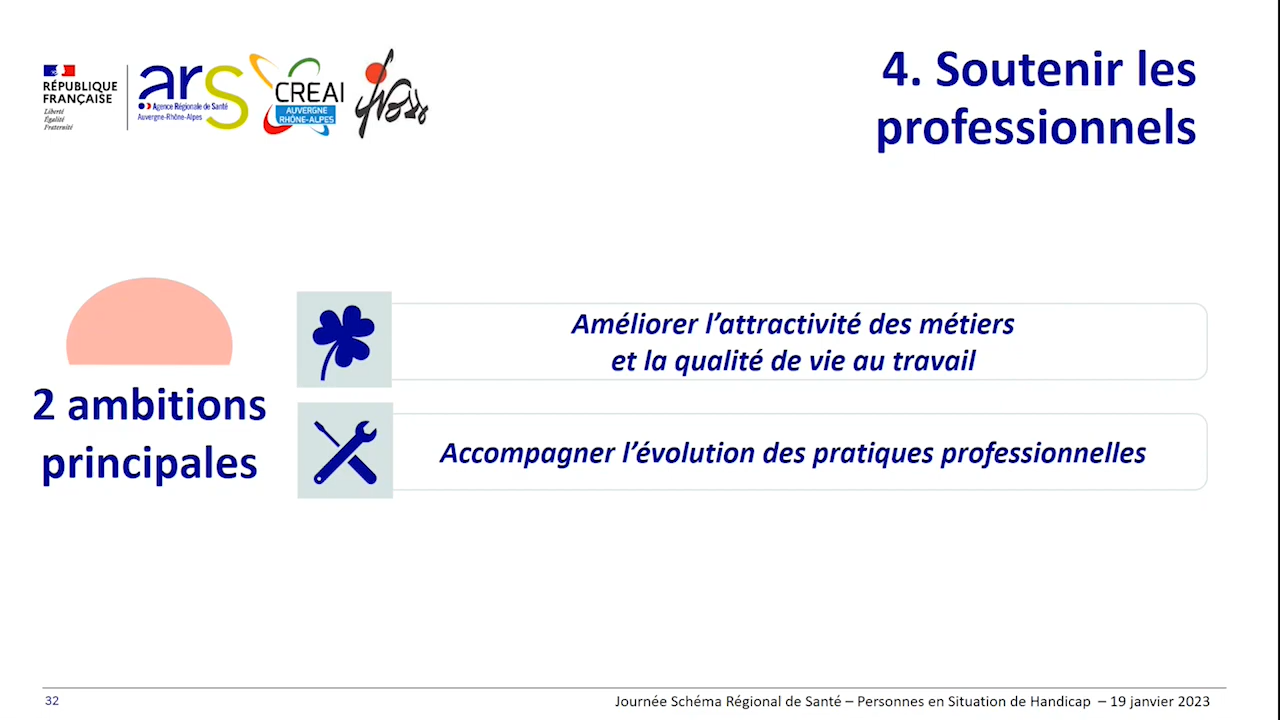 RÉPUBLIQUE
FRANÇAISE
Liberté
Égalité
Fraternité
ars
Agence Régionale de Santé
Auvergne-Rhône-Alpes
CREAI
AUVERGNE
RHÔNE-ALPES
4. Soutenir les
professionnels
2 ambitions
principales
Améliorer l’attractivité des métiers
et la qualité de vie au travail
Accompagner l’évolution des pratiques professionnelles
32
Journée Schéma Régional de Santé – Personnes en Situation de Handicap – 19 janvier 2023